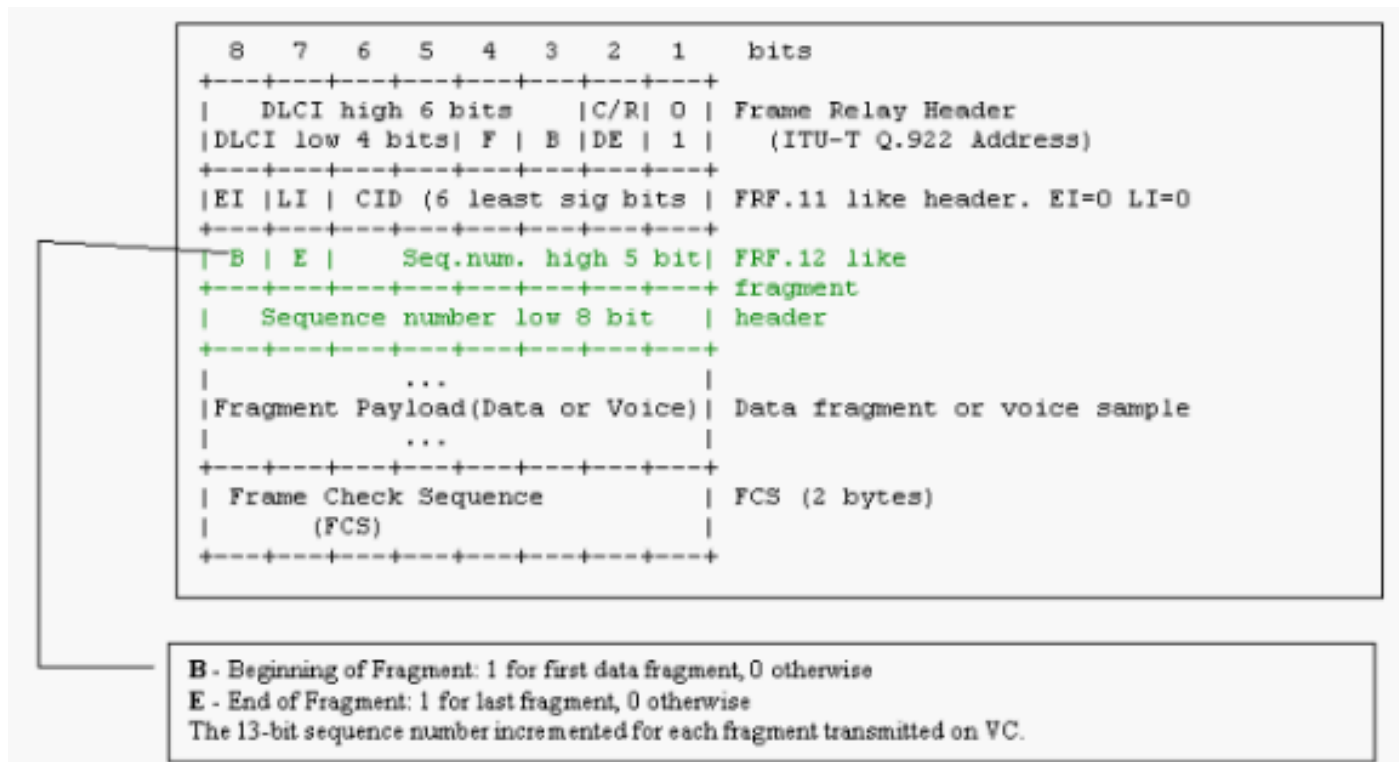 8 7 6 5 4 3 2 1 bits
+---+---+---+---+---+---+---+---+
| DLCI high 6 bits |C/R| 0 | Frame Relay Header
|DLCI low 4 bits| F | B |DE | 1 | (ITU-T Q.922 Address)
+---+---+---+---+---+---+---+---+
|EI |LI | CID (6 least sig bits | FRF.11 like header. EI=0 LI=0
+---+---+---+---+---+---+---+---+
| B | E | Seq.num. high 5 bit| FRF.12 like
+---+---+---+---+---+---+---+---+ fragment
| Sequence number low 8 bit | header
+---+---+---+---+---+---+---+---+
| ... |
|Fragment Payload(Data or Voice)| Data fragment or voice sample
| ... |
+---+---+---+---+---+---+---+---+
| Frame Check Sequence | FCS (2 bytes)
| (FCS) |
+---+---+---+---+---+---+---+---+
B - Beginning of Fragment: 1 for first data fragment, 0 otherwise
E - End of Fragment: 1 for last fragment, 0 otherwise
The 13-bit sequence number incremented for each fragment transmitted on VC.